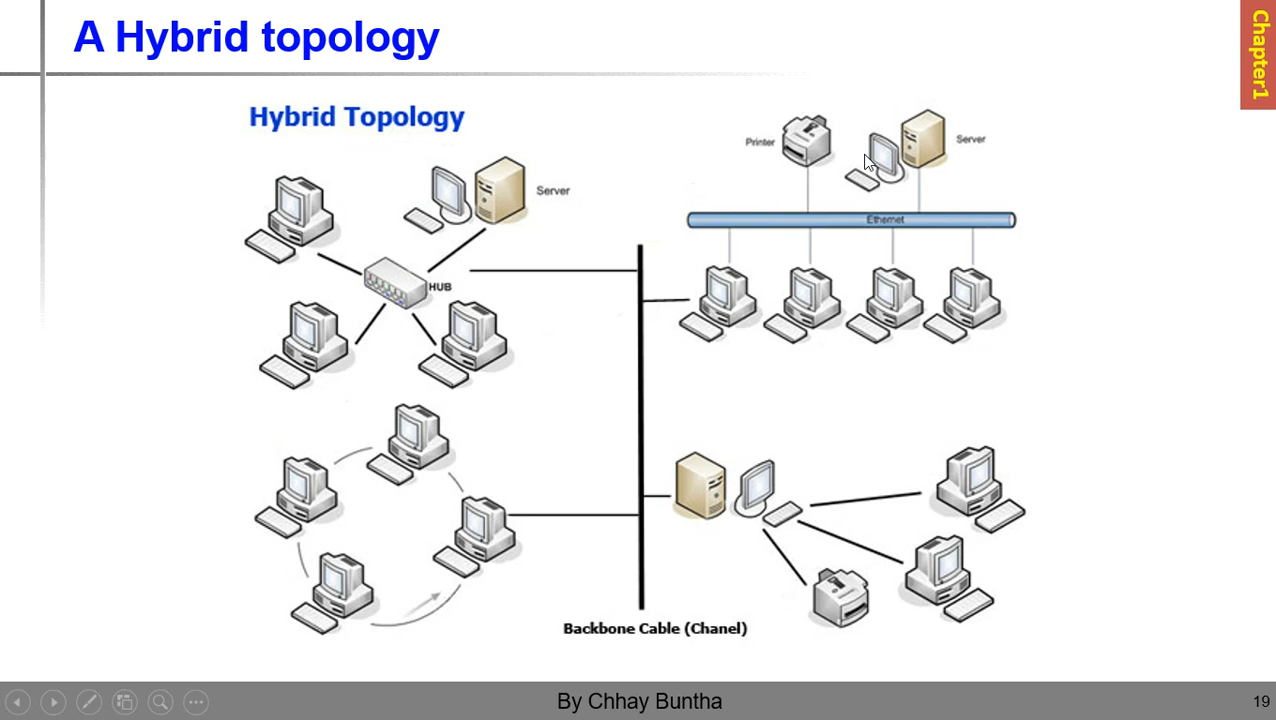 A Hybrid topology
Chapter1
Hybrid Topology
Printer
Server
Server
Ethernet
HUB
Backbone Cable (Chanel)
By Chhay Buntha
19